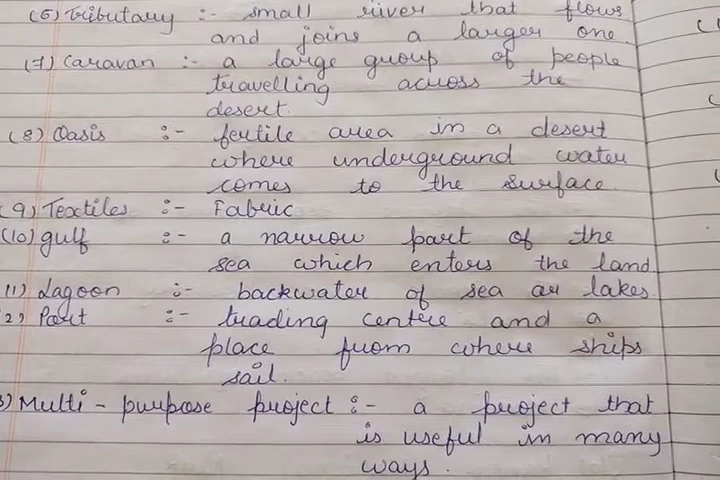 (6) Tributary :- small river that flows
and joins a larger one.
(7) Caravan :- a large group of people
travelling across the
desert.
(8) Oasis :- fertile area in a desert
where underground water
comes to the surface.
(9) Textiles :- Fabric
(10) gulf :- a narrow part of the
sea which enters the land
11) Lagoon :- backwater of sea or lakes
2) Port :- trading centre and a
place from where ships
sail.
3) Multi-purpose project :- a project that
is useful in many
ways.